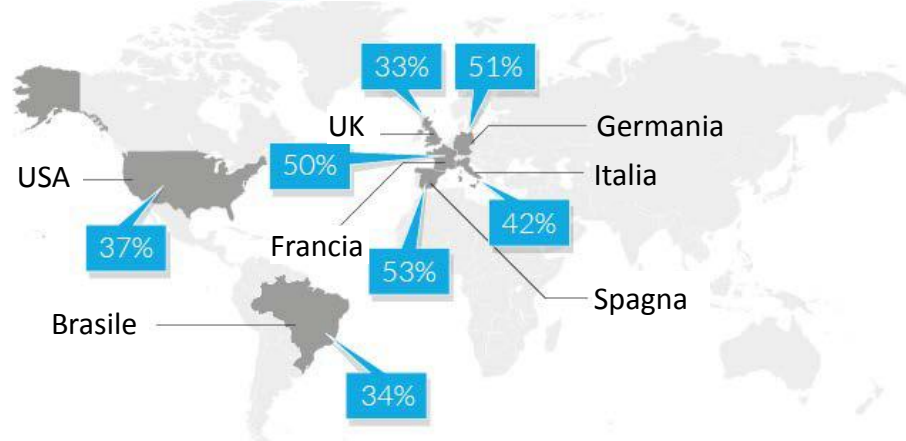 33%
51%
UK
Germania
50%
USA
Italia
37%
Francia
42%
53%
Spagna
Brasile
34%